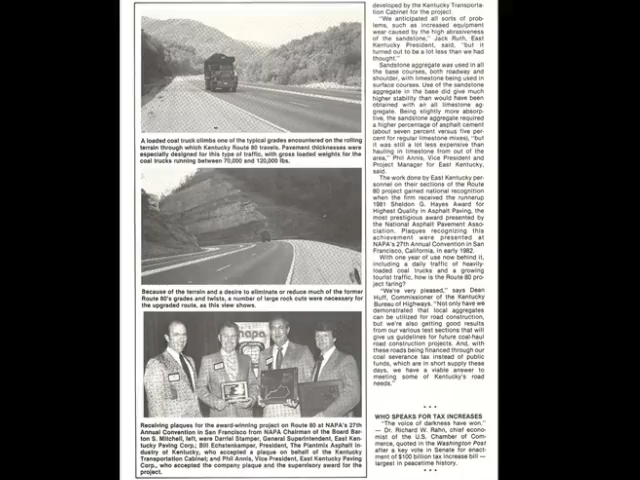 A loaded coal truck climbs one of the typical grades encountered on the rolling
terrain through which Kentucky Route 80 travels. Pavement thicknesses were
especially designed for this type of traffic, with gross loaded weights for the
coal trucks running between 70,000 and 120,000 lbs.
Because of the terrain and a desire to eliminate or reduce much of the former
Route 80's grades and twists, a number of large rock cuts were necessary for
the upgraded route, as this view shows.
napa
Receiving plaques for the award-winning project on Route 80 at NAPA's 27th
Annual Convention in San Francisco from NAPA Chairman of the Board Bar-
ton S. Mitchell, left, were Darriel Stamper, General Superintendent, East Ken-
tucky Paving Corp.; Bill Echstenkamper, President, The Plantmix Asphalt In-
dustry of Kentucky, who accepted a plaque on behalf of the Kentucky
Transportation Cabinet; and Phil Annis, Vice President, East Kentucky Paving
Corp., who accepted the company plaque and the supervisory award for the
project.
developed by the Kentucky Transporta-
tion Cabinet for the project.
"We anticipated all sorts of prob-
lems, such as increased equipment
wear caused by the high abrasiveness
of the sandstone," Jack Ruth, East
Kentucky President, said, "but it
turned out to be a lot less than we had
thought."
Sandstone aggregate was used in all
the base courses, both roadway and
shoulder, with limestone being used in
surface courses. Use of the sandstone
aggregate in the base did give much
higher stability than would have been
obtained with an all limestone ag-
gregate. Being slightly more absorp-
tive, the sandstone aggregate required
a higher percentage of asphalt cement
(about seven percent versus five per-
cent for regular limestone mixes), "but
it was still a lot less expensive than
hauling in limestone from out of the
area," Phil Annis, Vice President and
Project Manager for East Kentucky,
said.
The work done by East Kentucky per-
sonnel on their sections of the Route
80 project gained national recognition
when the firm received the runnerup
1981 Sheldon G. Hayes Award for
Highest Quality in Asphalt Paving, the
most prestigious award presented by
the National Asphalt Pavement Asso-
ciation. Plaques recognizing this
achievement were presented at
NAPA's 27th Annual Convention in San
Francisco, California, in early 1982.
With one year of use now behind it,
including a daily traffic of heavily-
loaded coal trucks and a growing
tourist traffic, how is the Route 80 pro-
ject faring?
"We're very pleased," says Dean
Huff, Commissioner of the Kentucky
Bureau of Highways. "Not only have we
demonstrated that local aggregates
can be utilized for road construction,
but we're also getting good results
from our various test sections that will
give us guidelines for future coal-haul
road construction projects. And, with
these roads being financed through our
coal severance tax instead of public
funds, which are in short supply these
days, we have a viable answer to
meeting some of Kentucky's road
needs."
* * *
WHO SPEAKS FOR TAX INCREASES
"The voice of darkness have won."
— Dr. Richard W. Rahn, chief econo-
mist of the U.S. Chamber of Com-
merce, quoted in the Washington Post
after a key vote in Senate for enact-
ment of $100 billion tax increase bill —
largest in peacetime history.
* * *